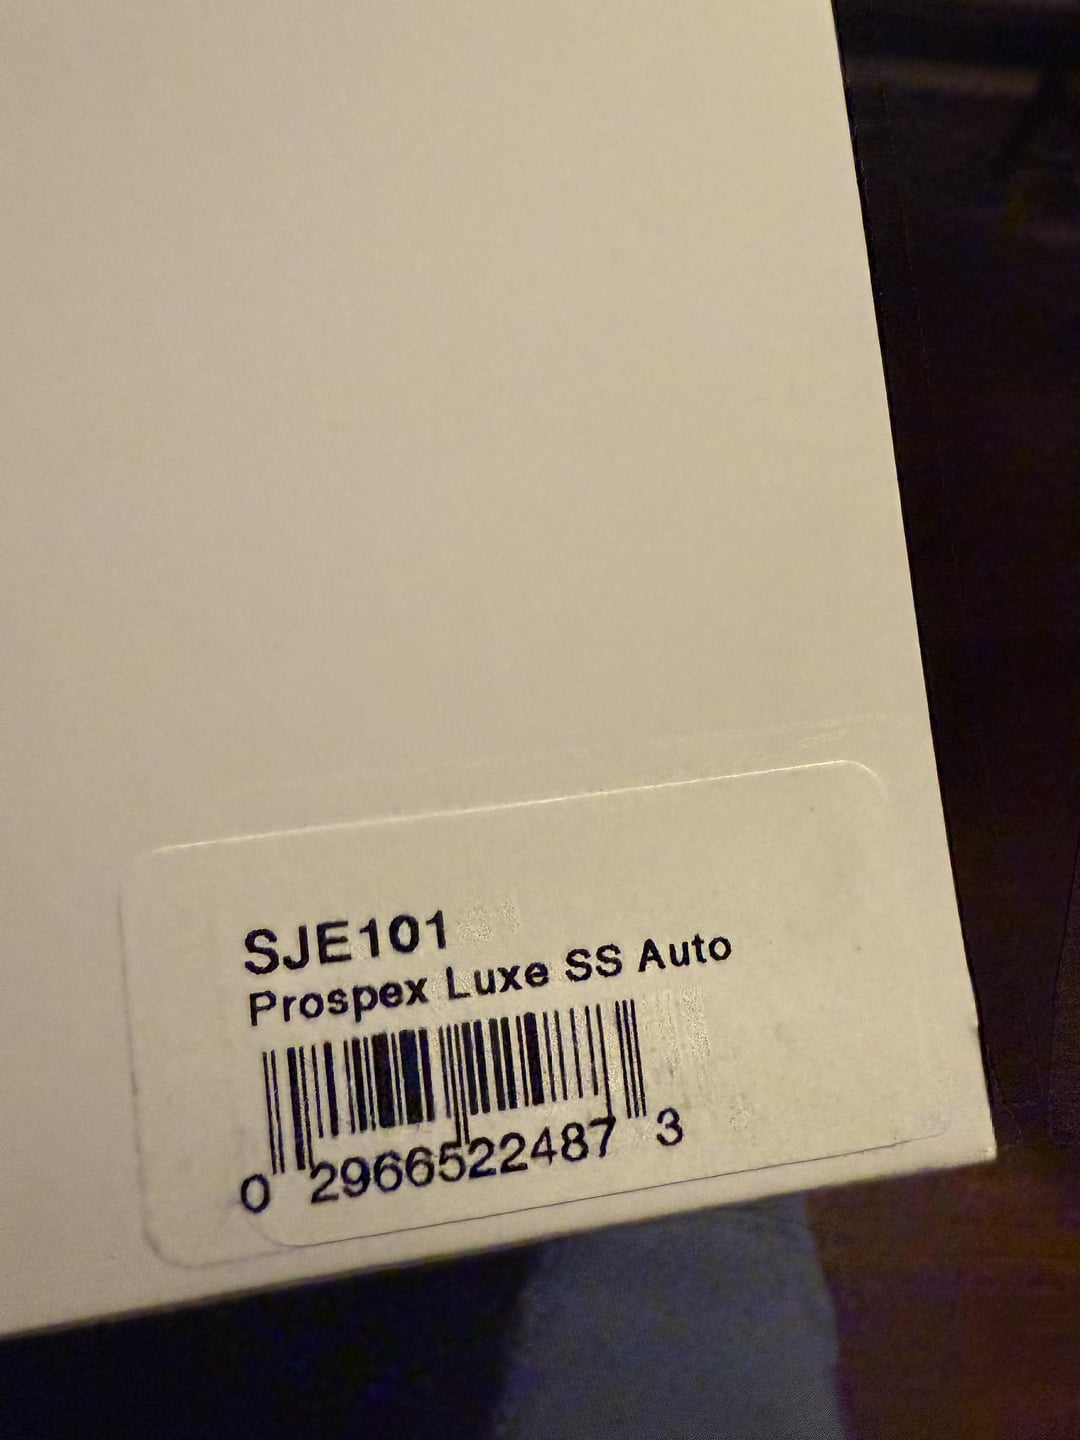 SJE101
Prospex Luxe SS Auto
0 2966522487 3